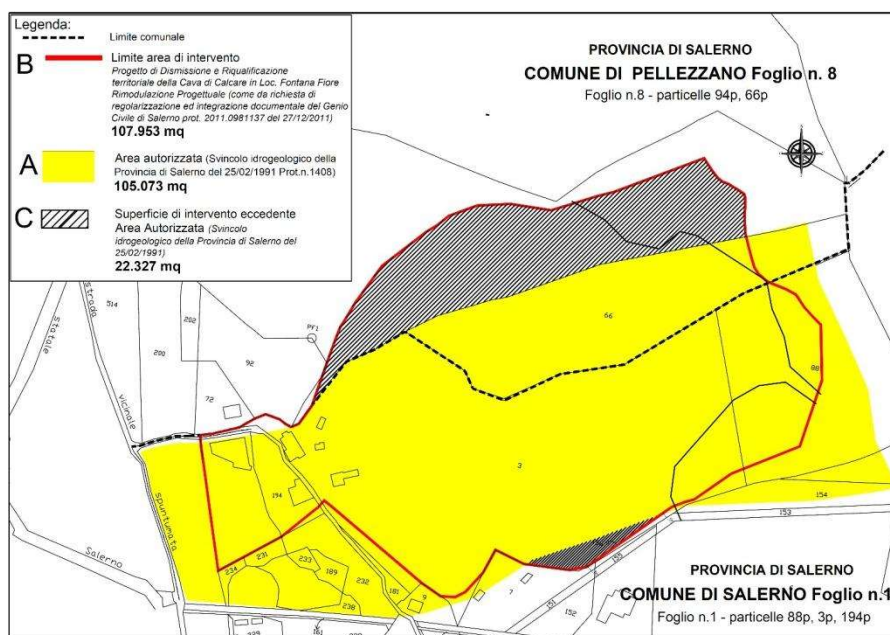 Legenda:
Limite comunale
B
Limite area di intervento
Progetto di Dismissione e Riqualificazione
territoriale della Cava di Calcare in Loc. Fontana Fiore
Rimodulazione Progettuale (come da richiesta di
regolarizzazione ed integrazione documentale del Genio
Civile di Salerno prot. 2011.0981137 del 27/12/2011)
107.953 mq
A
Area autorizzata (Svincolo idrogeologico della
Provincia di Salerno del 25/02/1991 Prot.n.1408)
105.073 mq
C
Superficie di intervento eccedente
Area Autorizzata (Svincolo
idrogeologico della Provincia di Salerno del
25/02/1991)
22.327 mq
PROVINCIA DI SALERNO
COMUNE DI PELLEZZANO Foglio n. 8
Foglio n.8 - particelle 94p, 66p
strada
statale
514
202
200
92
PF1
72
vicinale
66
88
3
194
spuntumata
Salerno
234
231
233
189
232
238
181
9
7
7
151
152
155
153
154
229
161
PROVINCIA DI SALERNO
COMUNE DI SALERNO Foglio n.1
Foglio n.1 - particelle 88p, 3p, 194p